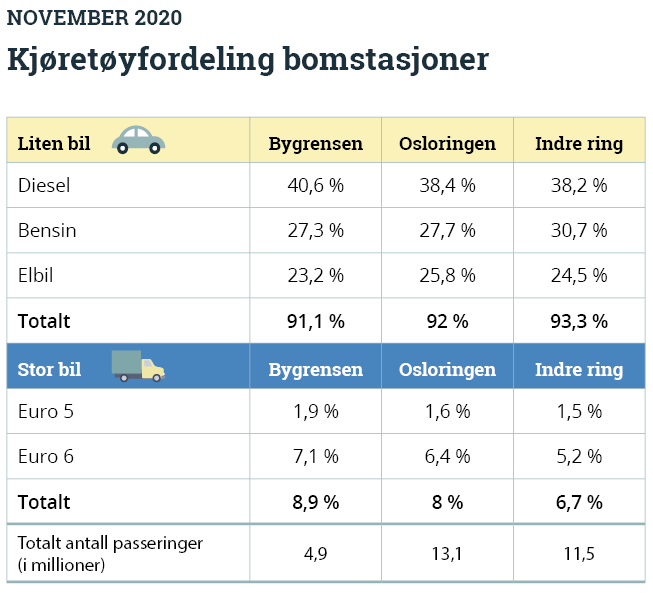 NOVEMBER 2020
Kjøretøyfordeling bomstasjoner
Liten bil Bygrensen Osloringen Indre ring
Diesel 40,6 % 38,4 % 38,2 %
Bensin 27,3 % 27,7 % 30,7 %
Elbil 23,2 % 25,8 % 24,5 %
Totalt 91,1 % 92 % 93,3 %
Stor bil Bygrensen Osloringen Indre ring
Euro 5 1,9 % 1,6 % 1,5 %
Euro 6 7,1 % 6,4 % 5,2 %
Totalt 8,9 % 8 % 6,7 %
Totalt antall passeringer
(i millioner) 4,9 13,1 11,5